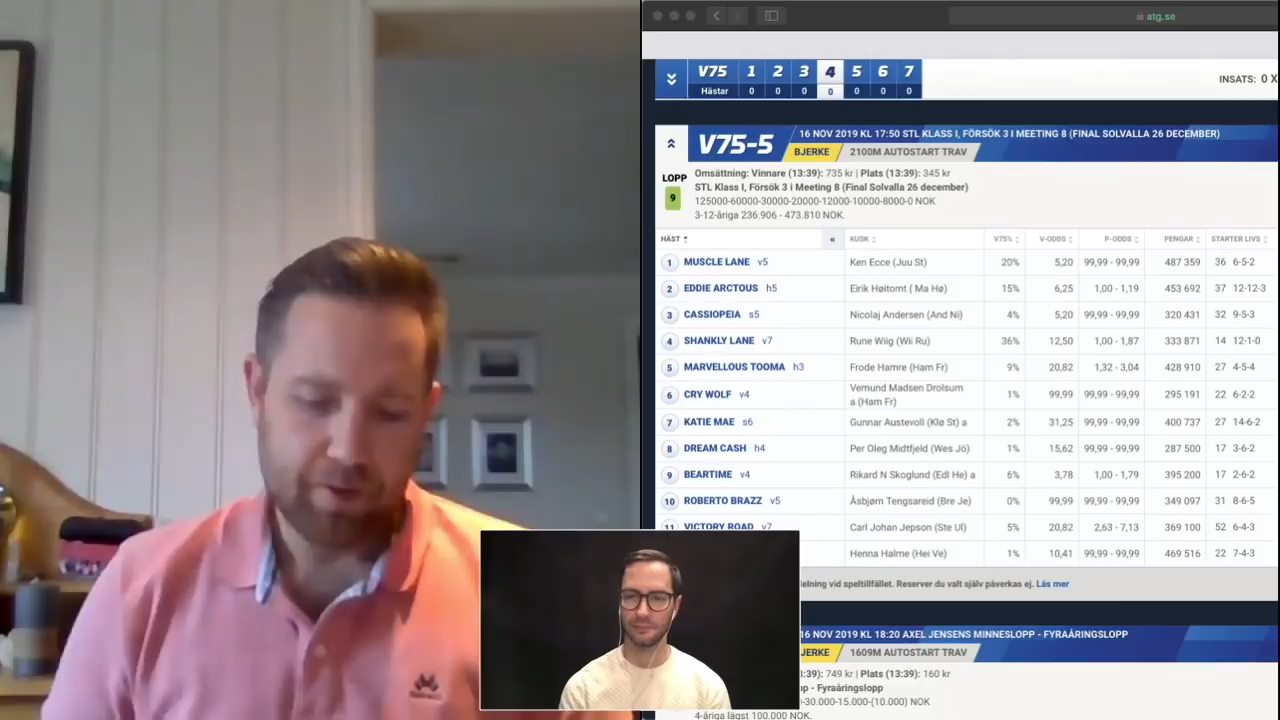 atg.se
V75 1 2 3 4 5 6 7
Hästar 0 0 0 0 0 0 0
INSATS: 0 X
V75-5 16 NOV 2019 KL 17:50 STL KLASS I, FÖRSÖK 3 I MEETING 8 (FINAL SOLVALLA 26 DECEMBER)
BJERKE 2100M AUTOSTART TRAV
LOPP
9
Omsättning: Vinnare (13:39): 735 kr | Plats (13:39): 345 kr
STL Klass I, Försök 3 i Meeting 8 (Final Solvalla 26 december)
125000-60000-30000-20000-12000-10000-8000-0 NOK
3-12-åriga 236.906 - 473.810 NOK.
HÄST « KUSK V75% V-ODDS P-ODDS PENGAR STARTER LIVS
1 MUSCLE LANE v5 Ken Ecce (Juu St) 20% 5,20 99,99 - 99,99 487 359 36 6-5-2
2 EDDIE ARCTOUS h5 Eirik Høitomt ( Ma Hø) 15% 6,25 1,00 - 1,19 453 692 37 12-12-3
3 CASSIOPEIA s5 Nicolaj Andersen (And Ni) 4% 5,20 99,99 - 99,99 320 431 32 9-5-3
4 SHANKLY LANE v7 Rune Wiig (Wii Ru) 36% 12,50 1,00 - 1,87 333 871 14 12-1-0
5 MARVELLOUS TOOMA h3 Frode Hamre (Ham Fr) 9% 20,82 1,32 - 3,04 428 910 27 4-5-4
6 CRY WOLF v4 Vemund Madsen Drolsum
a (Ham Fr) 1% 99,99 99,99 - 99,99 295 191 22 6-2-2
7 KATIE MAE s6 Gunnar Austevoll (Klø St) a 2% 31,25 99,99 - 99,99 400 737 27 14-6-2
8 DREAM CASH h4 Per Oleg Midtfjeld (Wes Jö) 1% 15,62 99,99 - 99,99 287 500 17 3-6-2
9 BEARTIME v4 Rikard N Skoglund (Edl He) a 6% 3,78 1,00 - 1,79 395 200 17 2-6-2
10 ROBERTO BRAZZ v5 Åsbjørn Tengsareid (Bre Je) 0% 99,99 99,99 - 99,99 349 097 31 8-6-5
11 VICTORY ROAD v7 Carl Johan Jepson (Ste Ul) 5% 20,82 2,63 - 7,13 369 100 52 6-4-3
Henna Halme (Hei Ve) 1% 10,41 99,99 - 99,99 469 516 22 7-4-3
delning vid speltillfället. Reserver du valt själv påverkas ej. Läs mer
16 NOV 2019 KL 18:20 AXEL JENSENS MINNESLOPP - FYRAÅRINGSLOPP
JERKE 1609M AUTOSTART TRAV
3:39): 749 kr | Plats (13:39): 160 kr
pp - Fyraåringslopp
0-30.000-15.000-(10.000) NOK
4-åriga lägst 100.000 NOK.